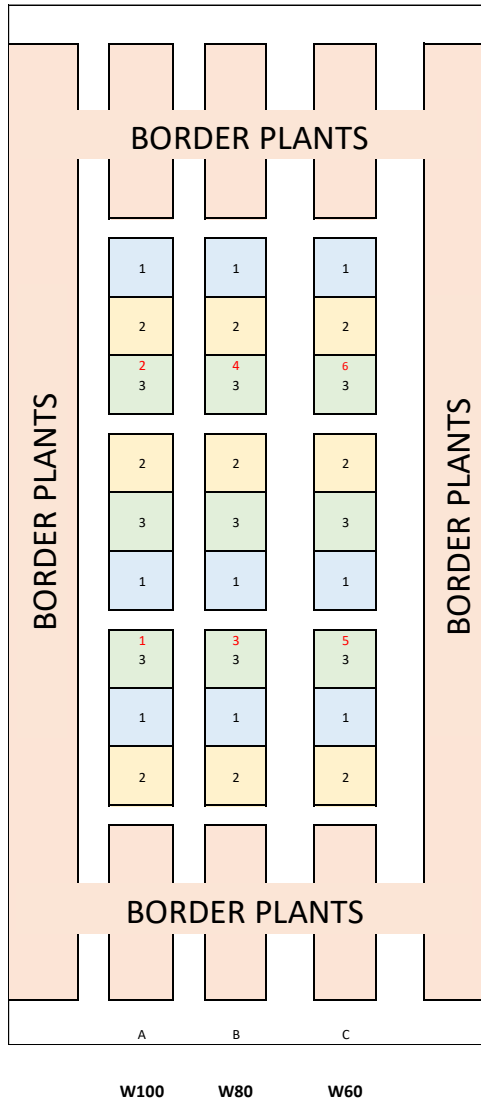 BORDER PLANTS
1 1 1
2 2 2
2 4 6
3 3 3
BORDER PLANTS
BORDER PLANTS
2 2 2
3 3 3
1 1 1
1 3 5
3 3 3
1 1 1
2 2 2
BORDER PLANTS
A B C
W100 W80 W60